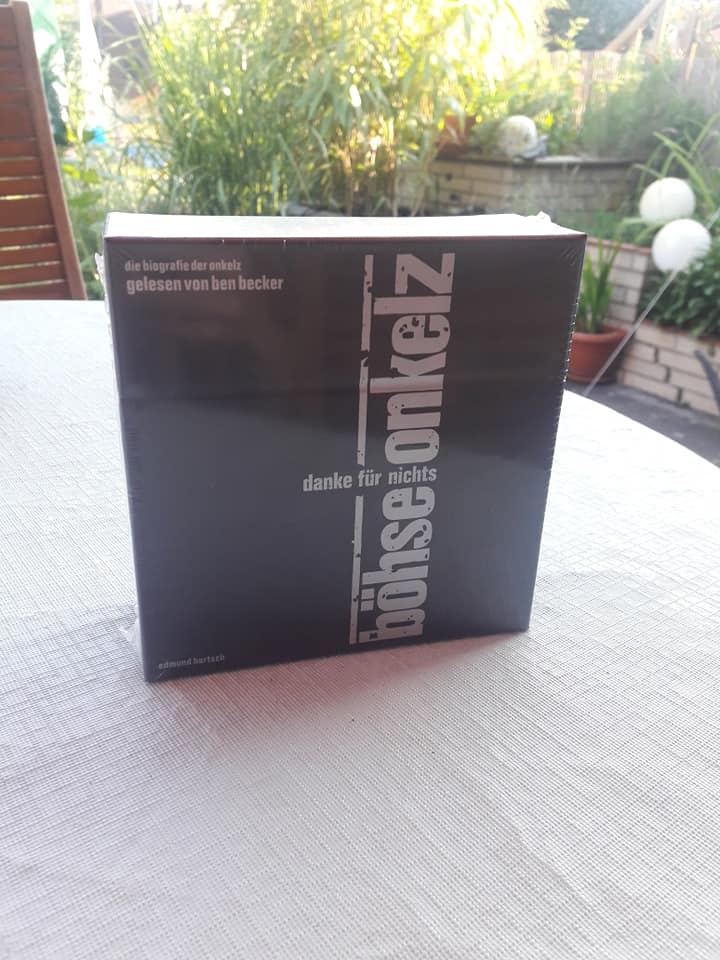 die biografie der onkelz
gelesen von ben becker
böhse onkelz
danke für nichts
edmund hartsch